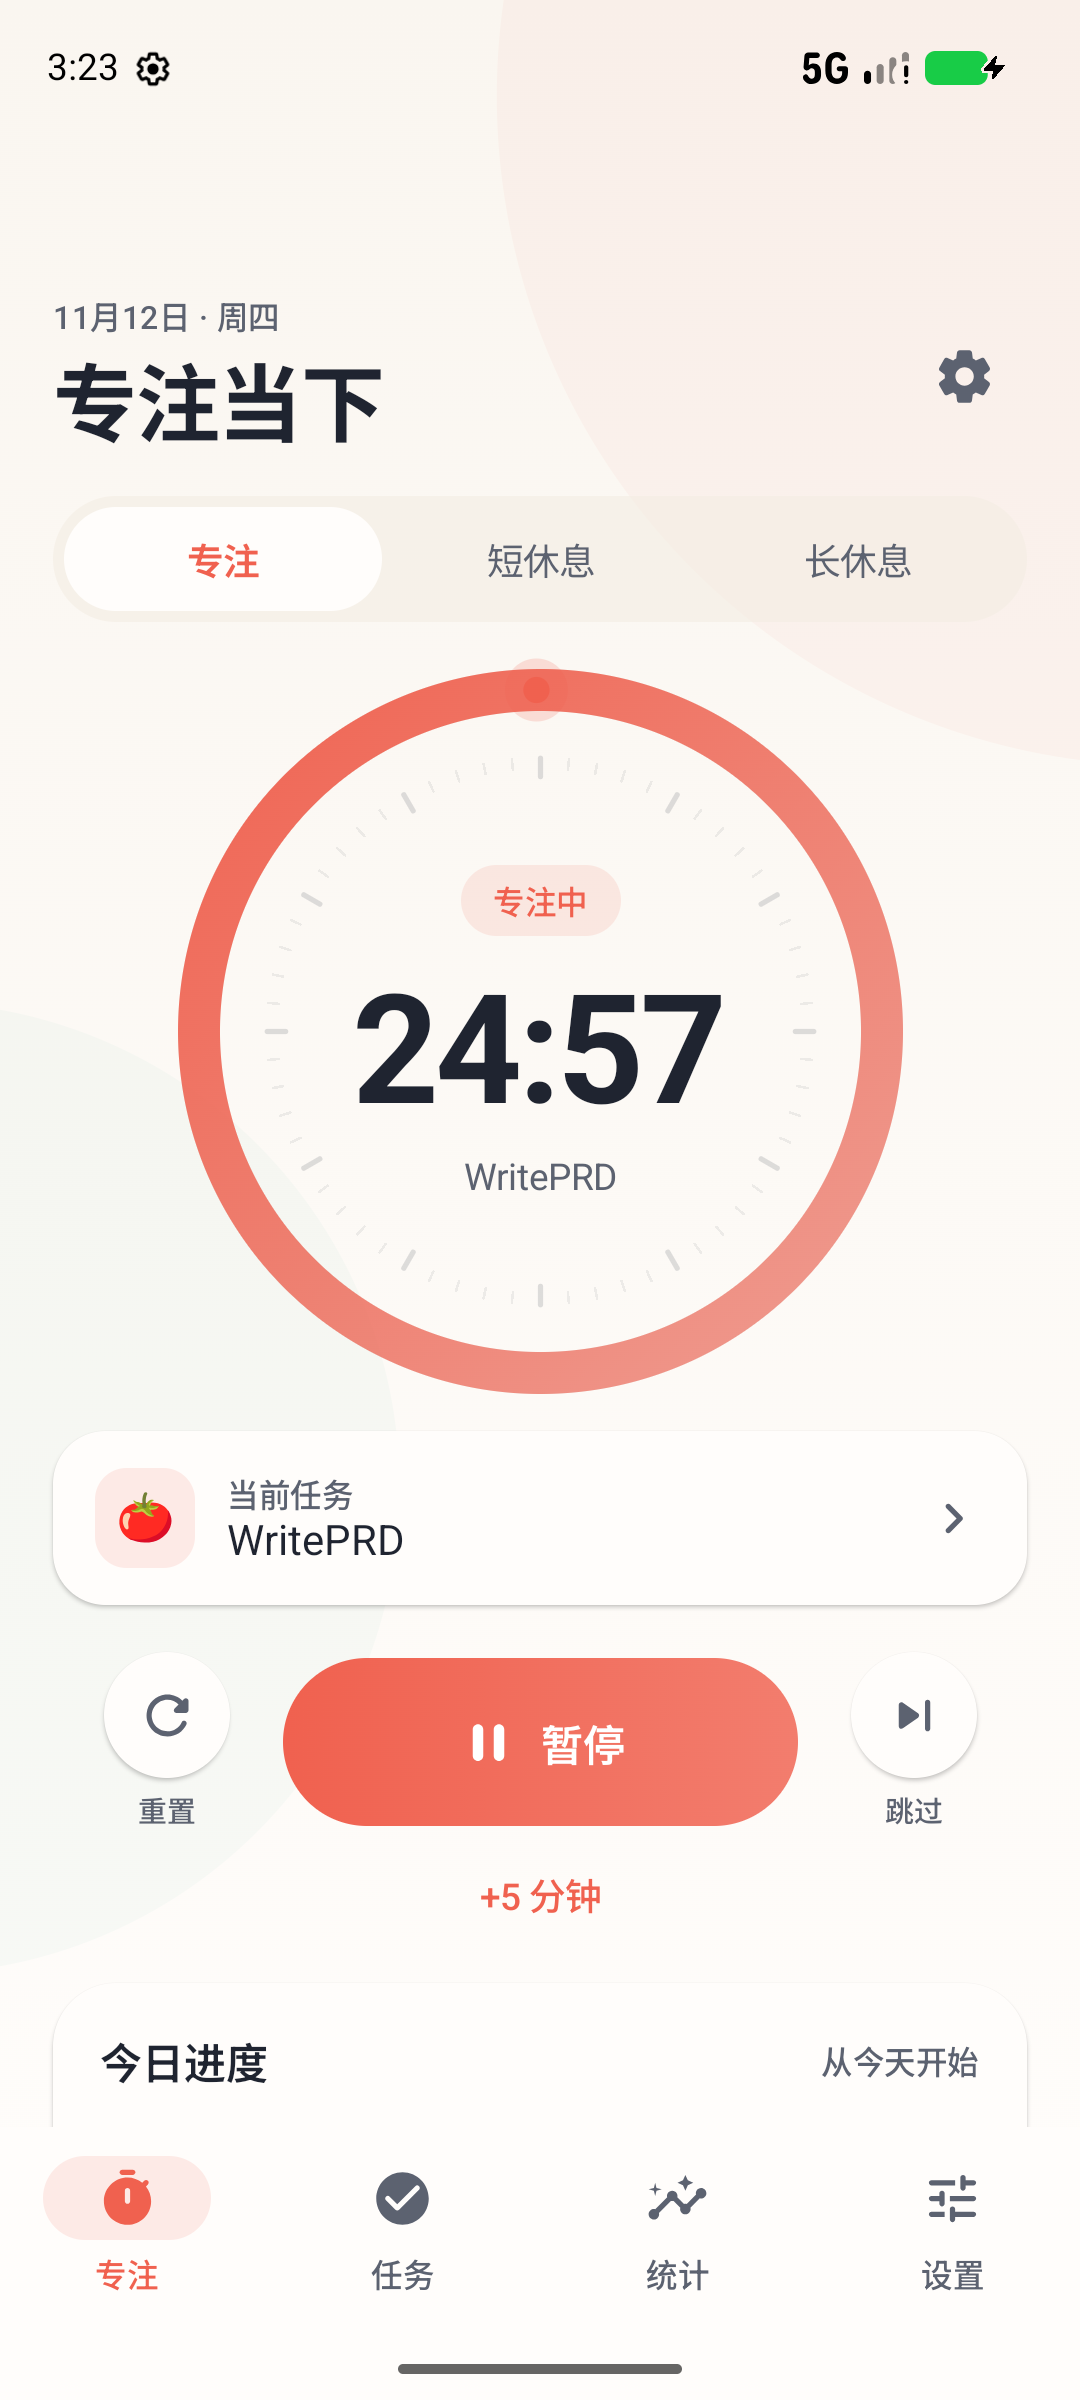 3:23
5G
11月12日 · 周四
专注当下
专注
短休息
长休息
专注中
24:57
WritePRD
当前任务
WritePRD
暂停
重置
跳过
+5 分钟
今日进度
从今天开始
专注
任务
统计
设置